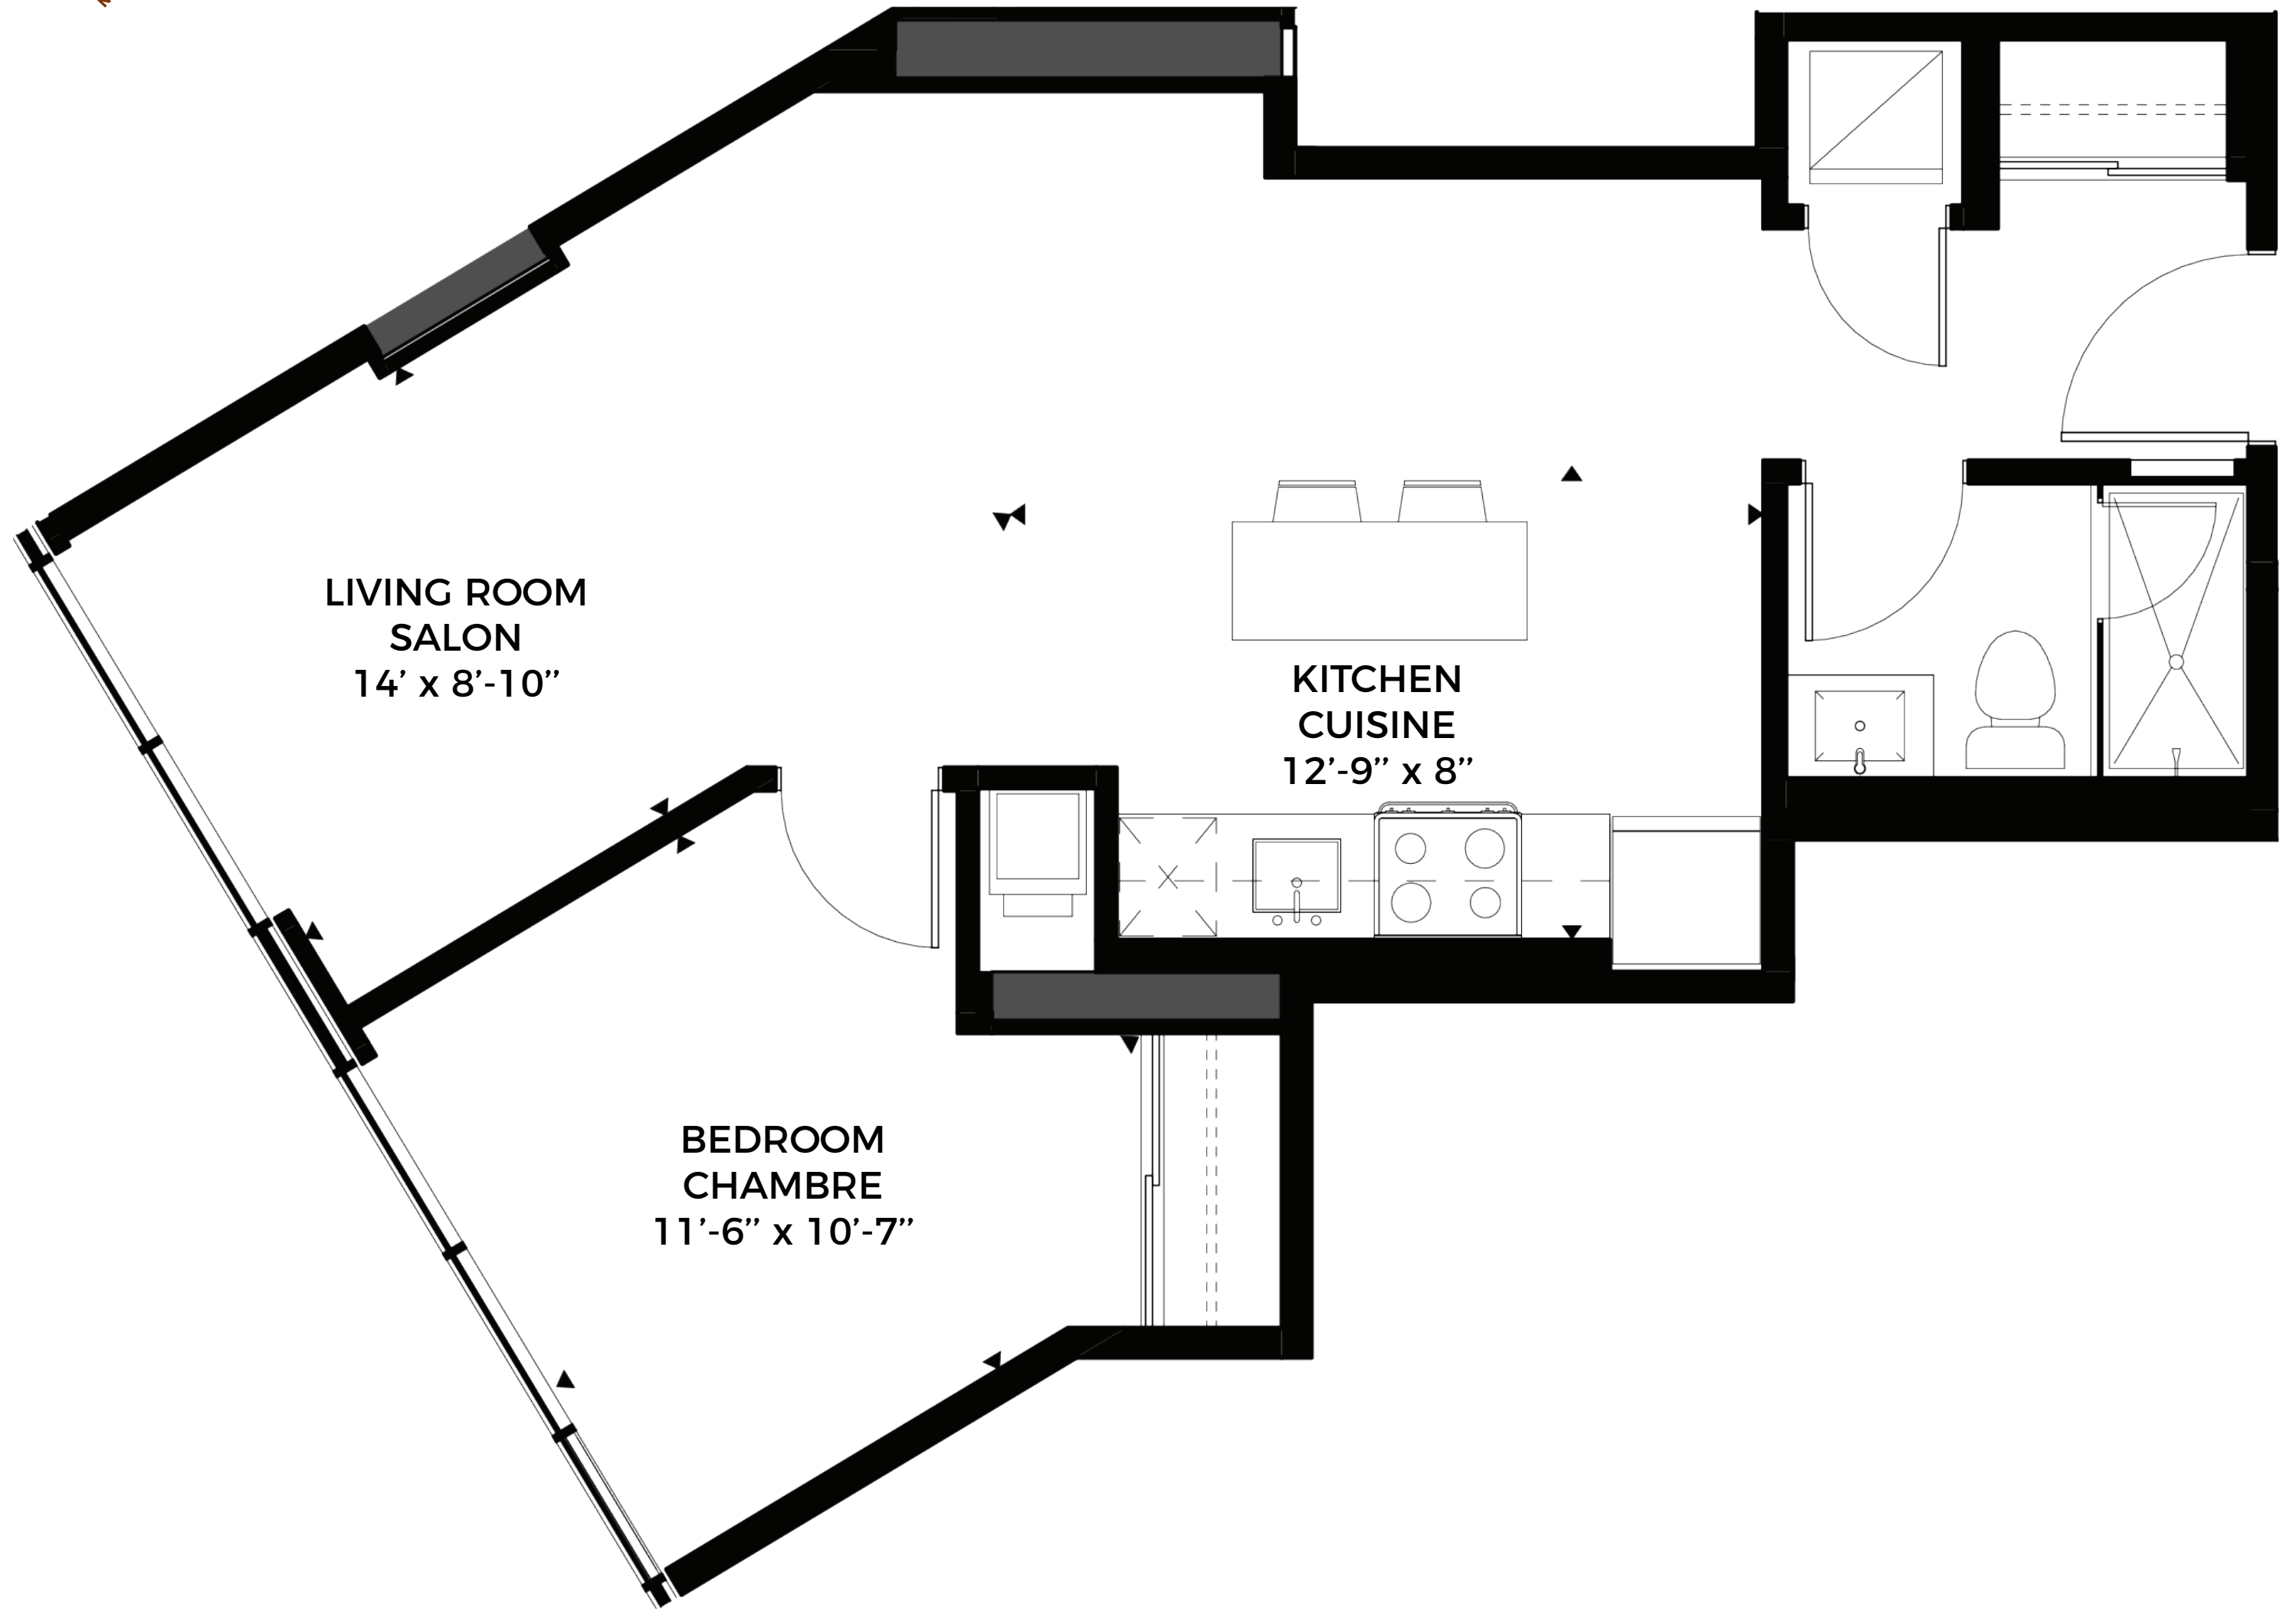 LIVING ROOM
SALON
14’ x 8’-10”
KITCHEN
CUISINE
12’-9” x 8”
BEDROOM
CHAMBRE
11’-6” x 10’-7”